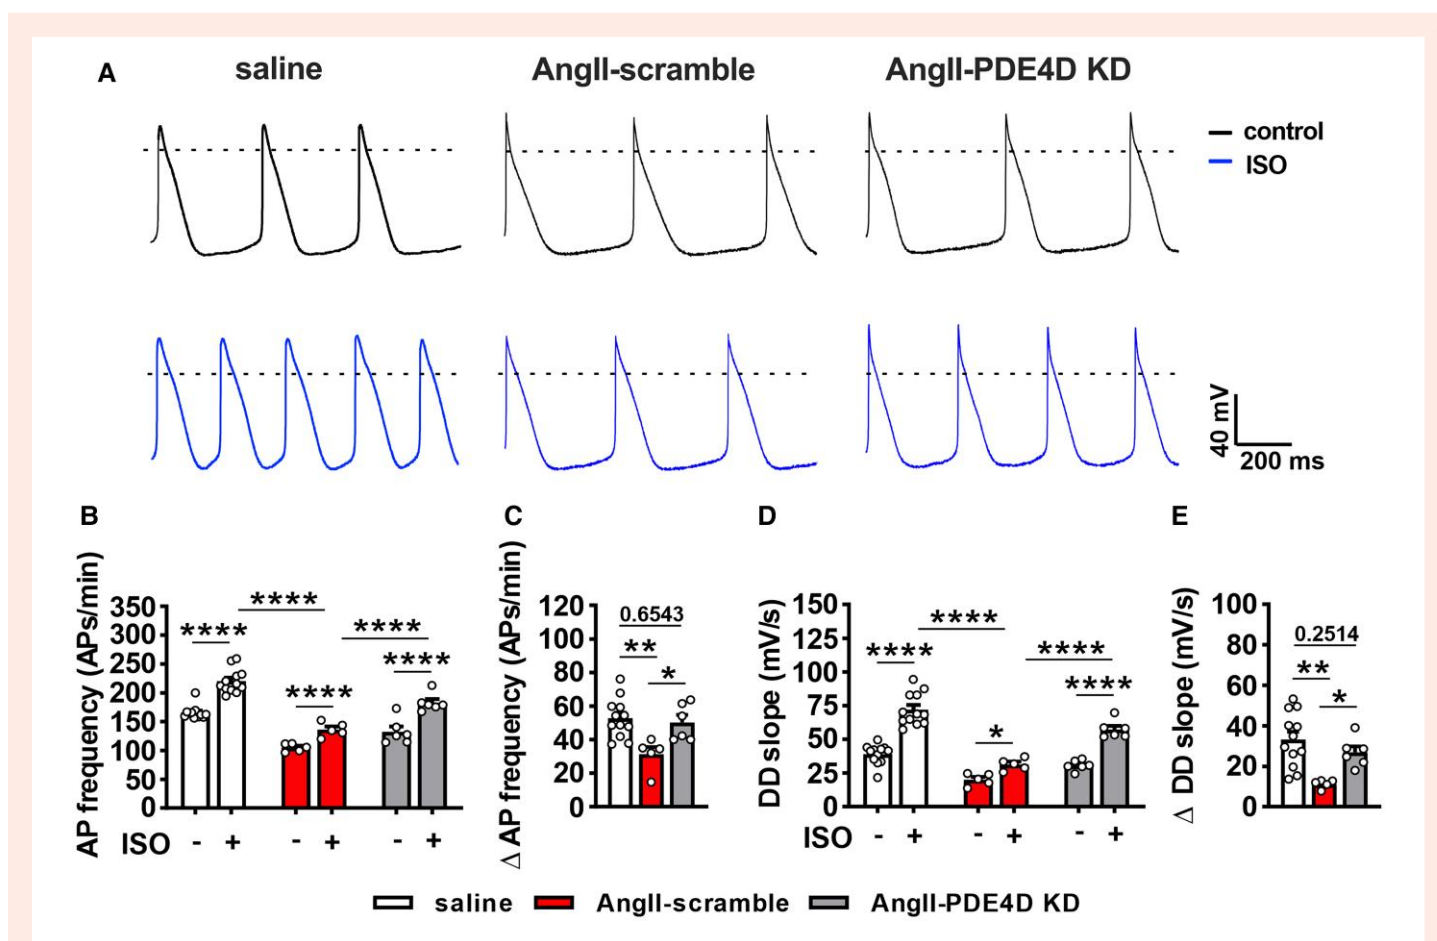 A saline AngII-scramble AngII-PDE4D KD
control
ISO
40 mV
200 ms
B
AP frequency (APs/min)
350
300
250
200
150
100
50
0
****
****
****
****
****
ISO - + - + - +
C
△ AP frequency (APs/min)
120
100
80
60
40
20
0
0.6543
**
*
D
DD slope (mV/s)
150
125
100
75
50
25
0
****
****
****
****
*
ISO - + - + - +
E
△ DD slope (mV/s)
100
80
60
40
20
0
0.2514
**
*
saline AngII-scramble AngII-PDE4D KD